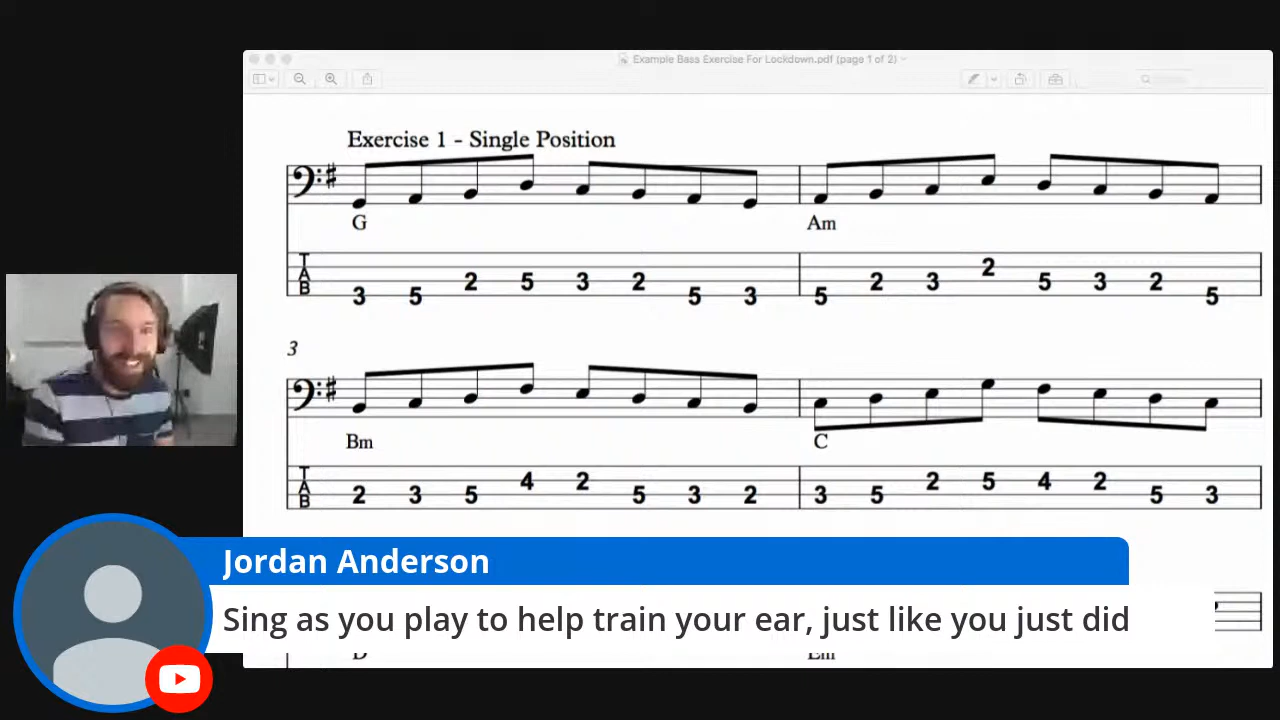 Example Bass Exercise For Lockdown.pdf (page 1 of 2)
Exercise 1 - Single Position
G Am
T
A
B
3 5 2 5 3 2 5 3 5 2 3 2 5 3 2 5
3
Bm C
T
A
B
2 3 5 4 2 5 3 2 3 5 2 5 4 2 5 3
Jordan Anderson
Sing as you play to help train your ear, just like you just did
D Em